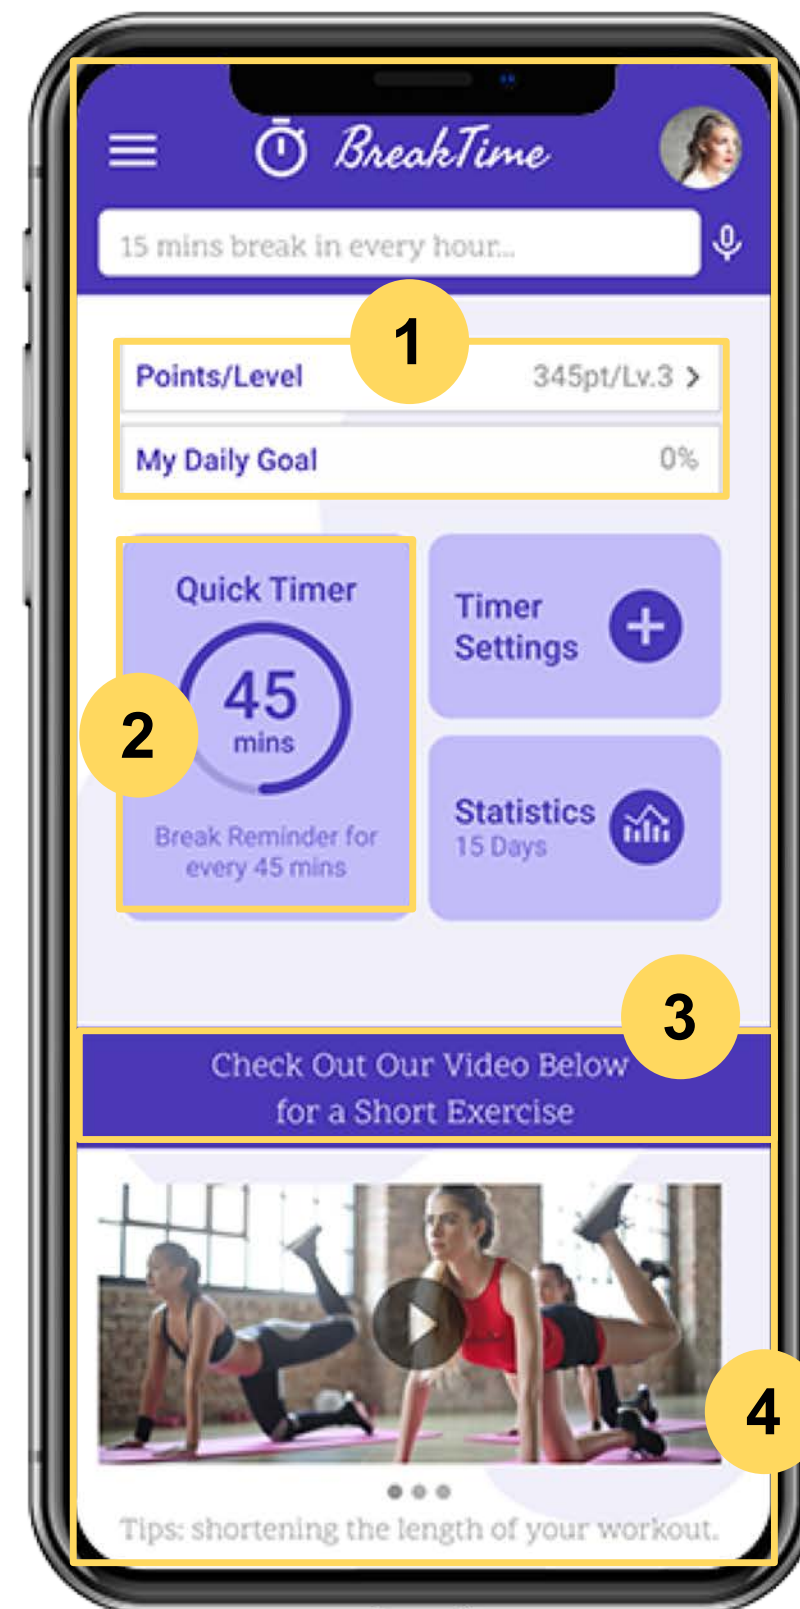 BreakTime
15 mins break in every hour...
1
Points/Level 345pt/Lv.3
My Daily Goal 0%
Quick Timer
45
mins
Break Reminder for
every 45 mins
2
Timer
Settings
Statistics
15 Days
3
Check Out Our Video Below
for a Short Exercise
4
Tips: shortening the length of your workout.